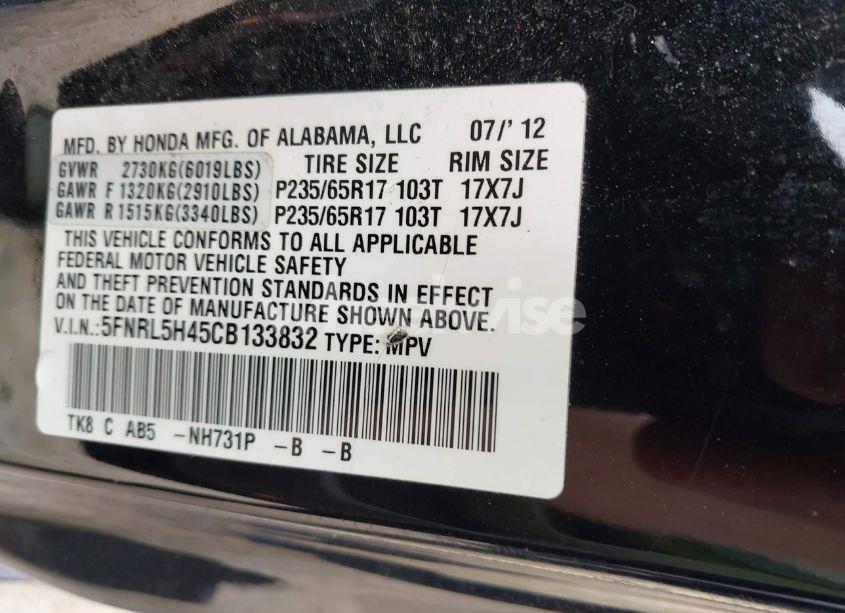 MFD. BY HONDA MFG. OF ALABAMA, LLC 07/'12
GVWR 2730KG(6019LBS) TIRE SIZE RIM SIZE
GAWR F 1320KG(2910LBS) P235/65R17 103T 17X7J
GAWR R 1515KG(3340LBS) P235/65R17 103T 17X7J
THIS VEHICLE CONFORMS TO ALL APPLICABLE
FEDERAL MOTOR VEHICLE SAFETY
AND THEFT PREVENTION STANDARDS IN EFFECT
ON THE DATE OF MANUFACTURE SHOWN ABOVE.
V.I.N.:5FNRL5H45CB133832 TYPE: MPV
TK8 C AB5 -NH731P -B -B